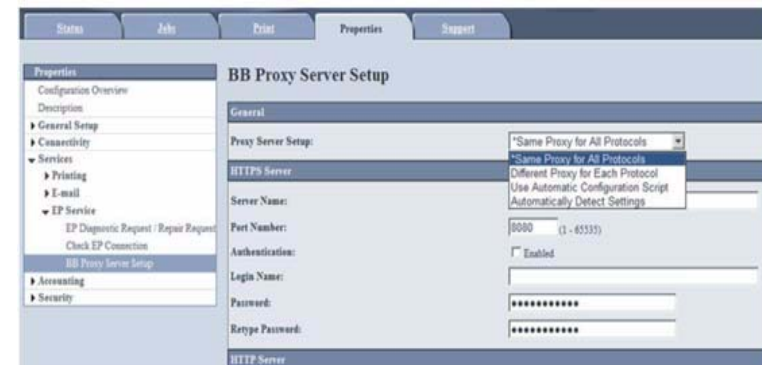 Status Jobs Print Properties Support
Properties
Configuration Overview
Description
General Setup
Connectivity
Services
Printing
E-mail
EP Service
EP Diagnostic Request / Repair Request
Check EP Connection
BB Proxy Server Setup
Accounting
Security
BB Proxy Server Setup
General
Proxy Server Setup: *Same Proxy for All Protocols
*Same Proxy for All Protocols
Different Proxy for Each Protocol
Use Automatic Configuration Script
Automatically Detect Settings
HTTPS Server
Server Name:
Port Number: 8080 (1 - 65535)
Authentication: Enabled
Login Name:
Password: •••••••••••
Retype Password: •••••••••••
HTTP Server